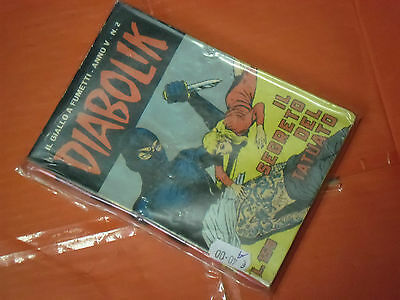 IL GIALLO A FUMETTI - ANNO V - N. 2
DIABOLIK
IL
SEGRETO
DEL
TATUATO